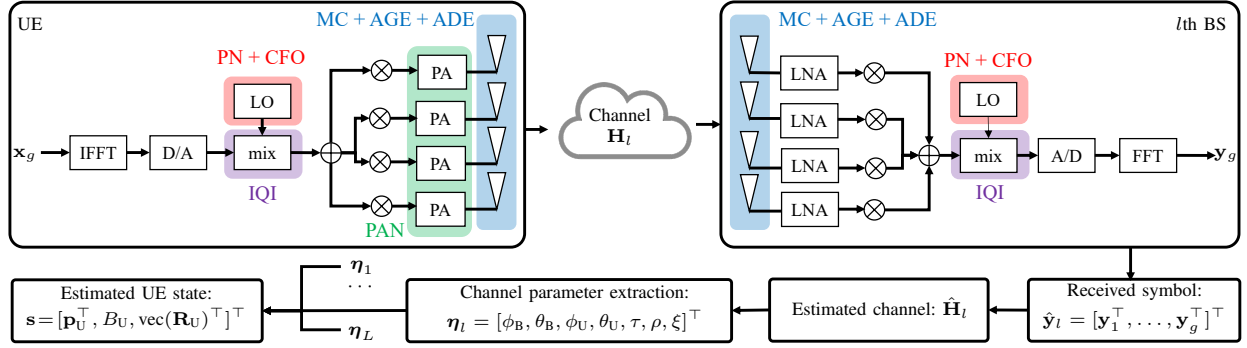 UE
MC + AGE + ADE
PN + CFO
LO
PA
PA
PA
PA
x_g
IFFT
D/A
mix
IQI
PAN
Channel
H_l
MC + AGE + ADE
lth BS
PN + CFO
LNA
LNA
LNA
LNA
LO
mix
A/D
FFT
y_g
IQI
Estimated UE state:
s = [p_U^⊤, B_U, vec(R_U)^⊤]^⊤
η_1
...
η_L
Channel parameter extraction:
η_l = [ϕ_B, θ_B, ϕ_U, θ_U, τ, ρ, ξ]^⊤
Estimated channel: Ĥ_l
Received symbol:
ŷ_l = [y_1^⊤, . . . , y_g^⊤]^⊤